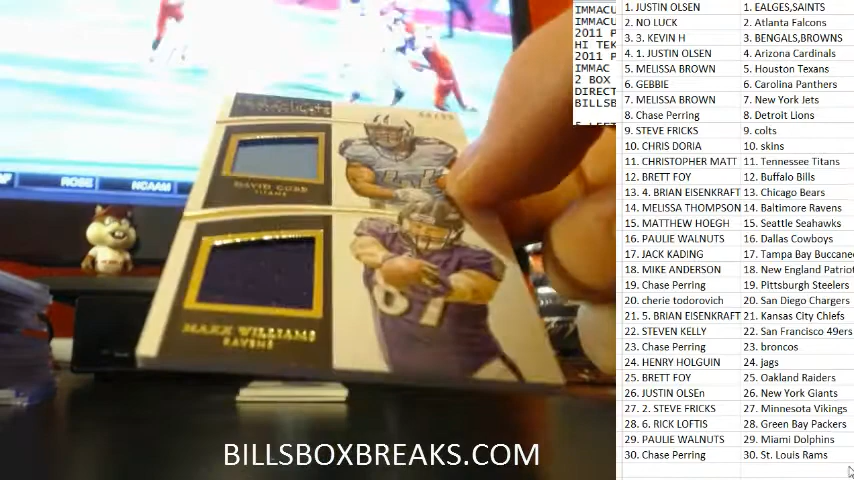 IMMACU
IMMACU
2011 P
HI TEK
2011 P
IMMAC
2 BOX
DIRECT
BILLSB
5 LEFT
ROSE
NCAAM
DAVID COBB
TITANS
MAXX WILLIAMS
RAVENS
81
BILLSBOXBREAKS.COM
1. JUSTIN OLSEN 1. EALGES,SAINTS
2. NO LUCK 2. Atlanta Falcons
3. 3. KEVIN H 3. BENGALS,BROWNS
4. 1. JUSTIN OLSEN 4. Arizona Cardinals
5. MELISSA BROWN 5. Houston Texans
6. GEBBIE 6. Carolina Panthers
7. MELISSA BROWN 7. New York Jets
8. Chase Perring 8. Detroit Lions
9. STEVE FRICKS 9. colts
10. CHRIS DORIA 10. skins
11. CHRISTOPHER MATT 11. Tennessee Titans
12. BRETT FOY 12. Buffalo Bills
13. 4. BRIAN EISENKRAFT 13. Chicago Bears
14. MELISSA THOMPSON 14. Baltimore Ravens
15. MATTHEW HOEGH 15. Seattle Seahawks
16. PAULIE WALNUTS 16. Dallas Cowboys
17. JACK KADING 17. Tampa Bay Buccanee
18. MIKE ANDERSON 18. New England Patriot
19. Chase Perring 19. Pittsburgh Steelers
20. cherie todorovich 20. San Diego Chargers
21. 5. BRIAN EISENKRAFT 21. Kansas City Chiefs
22. STEVEN KELLY 22. San Francisco 49ers
23. Chase Perring 23. broncos
24. HENRY HOLGUIN 24. jags
25. BRETT FOY 25. Oakland Raiders
26. JUSTIN OLSEn 26. New York Giants
27. 2. STEVE FRICKS 27. Minnesota Vikings
28. 6. RICK LOFTIS 28. Green Bay Packers
29. PAULIE WALNUTS 29. Miami Dolphins
30. Chase Perring 30. St. Louis Rams